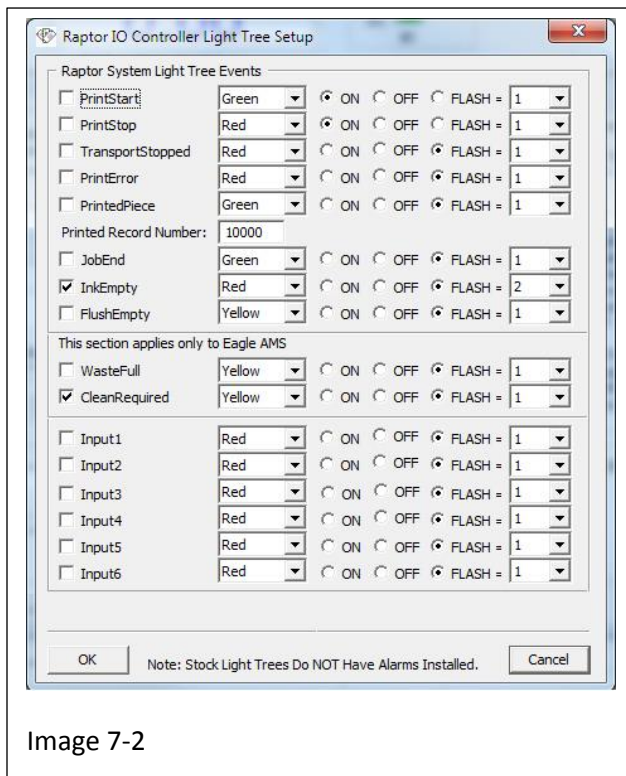 Raptor IO Controller Light Tree Setup
Raptor System Light Tree Events
PrintStart Green ON OFF FLASH = 1
PrintStop Red ON OFF FLASH = 1
TransportStopped Red ON OFF FLASH = 1
PrintError Red ON OFF FLASH = 1
PrintedPiece Green ON OFF FLASH = 1
Printed Record Number: 10000
JobEnd Green ON OFF FLASH = 1
InkEmpty Red ON OFF FLASH = 2
FlushEmpty Yellow ON OFF FLASH = 1
This section applies only to Eagle AMS
WasteFull Yellow ON OFF FLASH = 1
CleanRequired Yellow ON OFF FLASH = 1
Input1 Red ON OFF FLASH = 1
Input2 Red ON OFF FLASH = 1
Input3 Red ON OFF FLASH = 1
Input4 Red ON OFF FLASH = 1
Input5 Red ON OFF FLASH = 1
Input6 Red ON OFF FLASH = 1
OK Note: Stock Light Trees Do NOT Have Alarms Installed. Cancel
Image 7-2